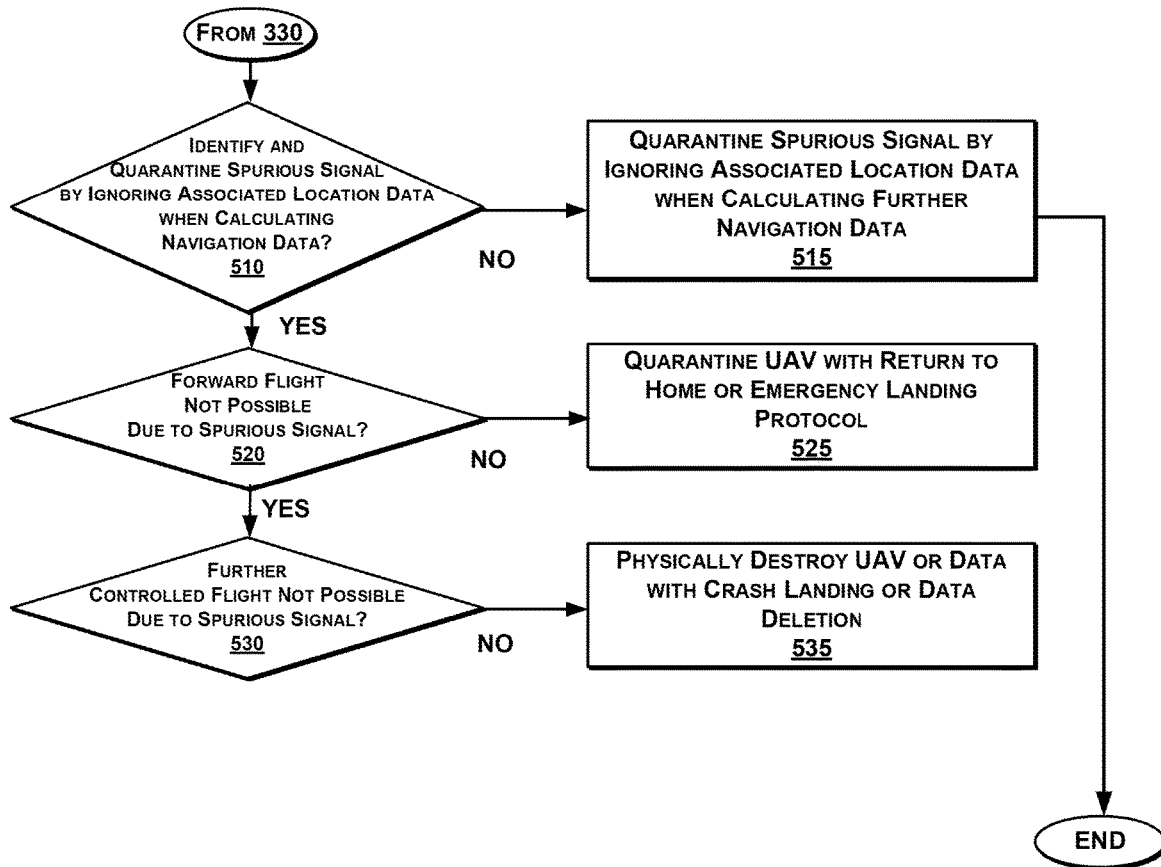 FROM 330
IDENTIFY AND
QUARANTINE SPURIOUS SIGNAL
BY IGNORING ASSOCIATED LOCATION DATA
WHEN CALCULATING
NAVIGATION DATA?
510
NO
QUARANTINE SPURIOUS SIGNAL BY
IGNORING ASSOCIATED LOCATION DATA
WHEN CALCULATING FURTHER
NAVIGATION DATA
515
YES
FORWARD FLIGHT
NOT POSSIBLE
DUE TO SPURIOUS SIGNAL?
520
NO
QUARANTINE UAV WITH RETURN TO
HOME OR EMERGENCY LANDING
PROTOCOL
525
YES
FURTHER
CONTROLLED FLIGHT NOT POSSIBLE
DUE TO SPURIOUS SIGNAL?
530
NO
PHYSICALLY DESTROY UAV OR DATA
WITH CRASH LANDING OR DATA
DELETION
535
END